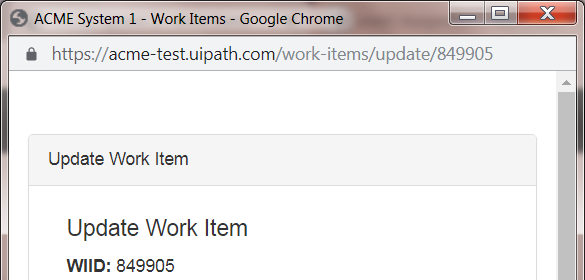 ACME System 1 - Work Items - Google Chrome
https://acme-test.uipath.com/work-items/update/849905
Update Work Item
Update Work Item
WIID: 849905